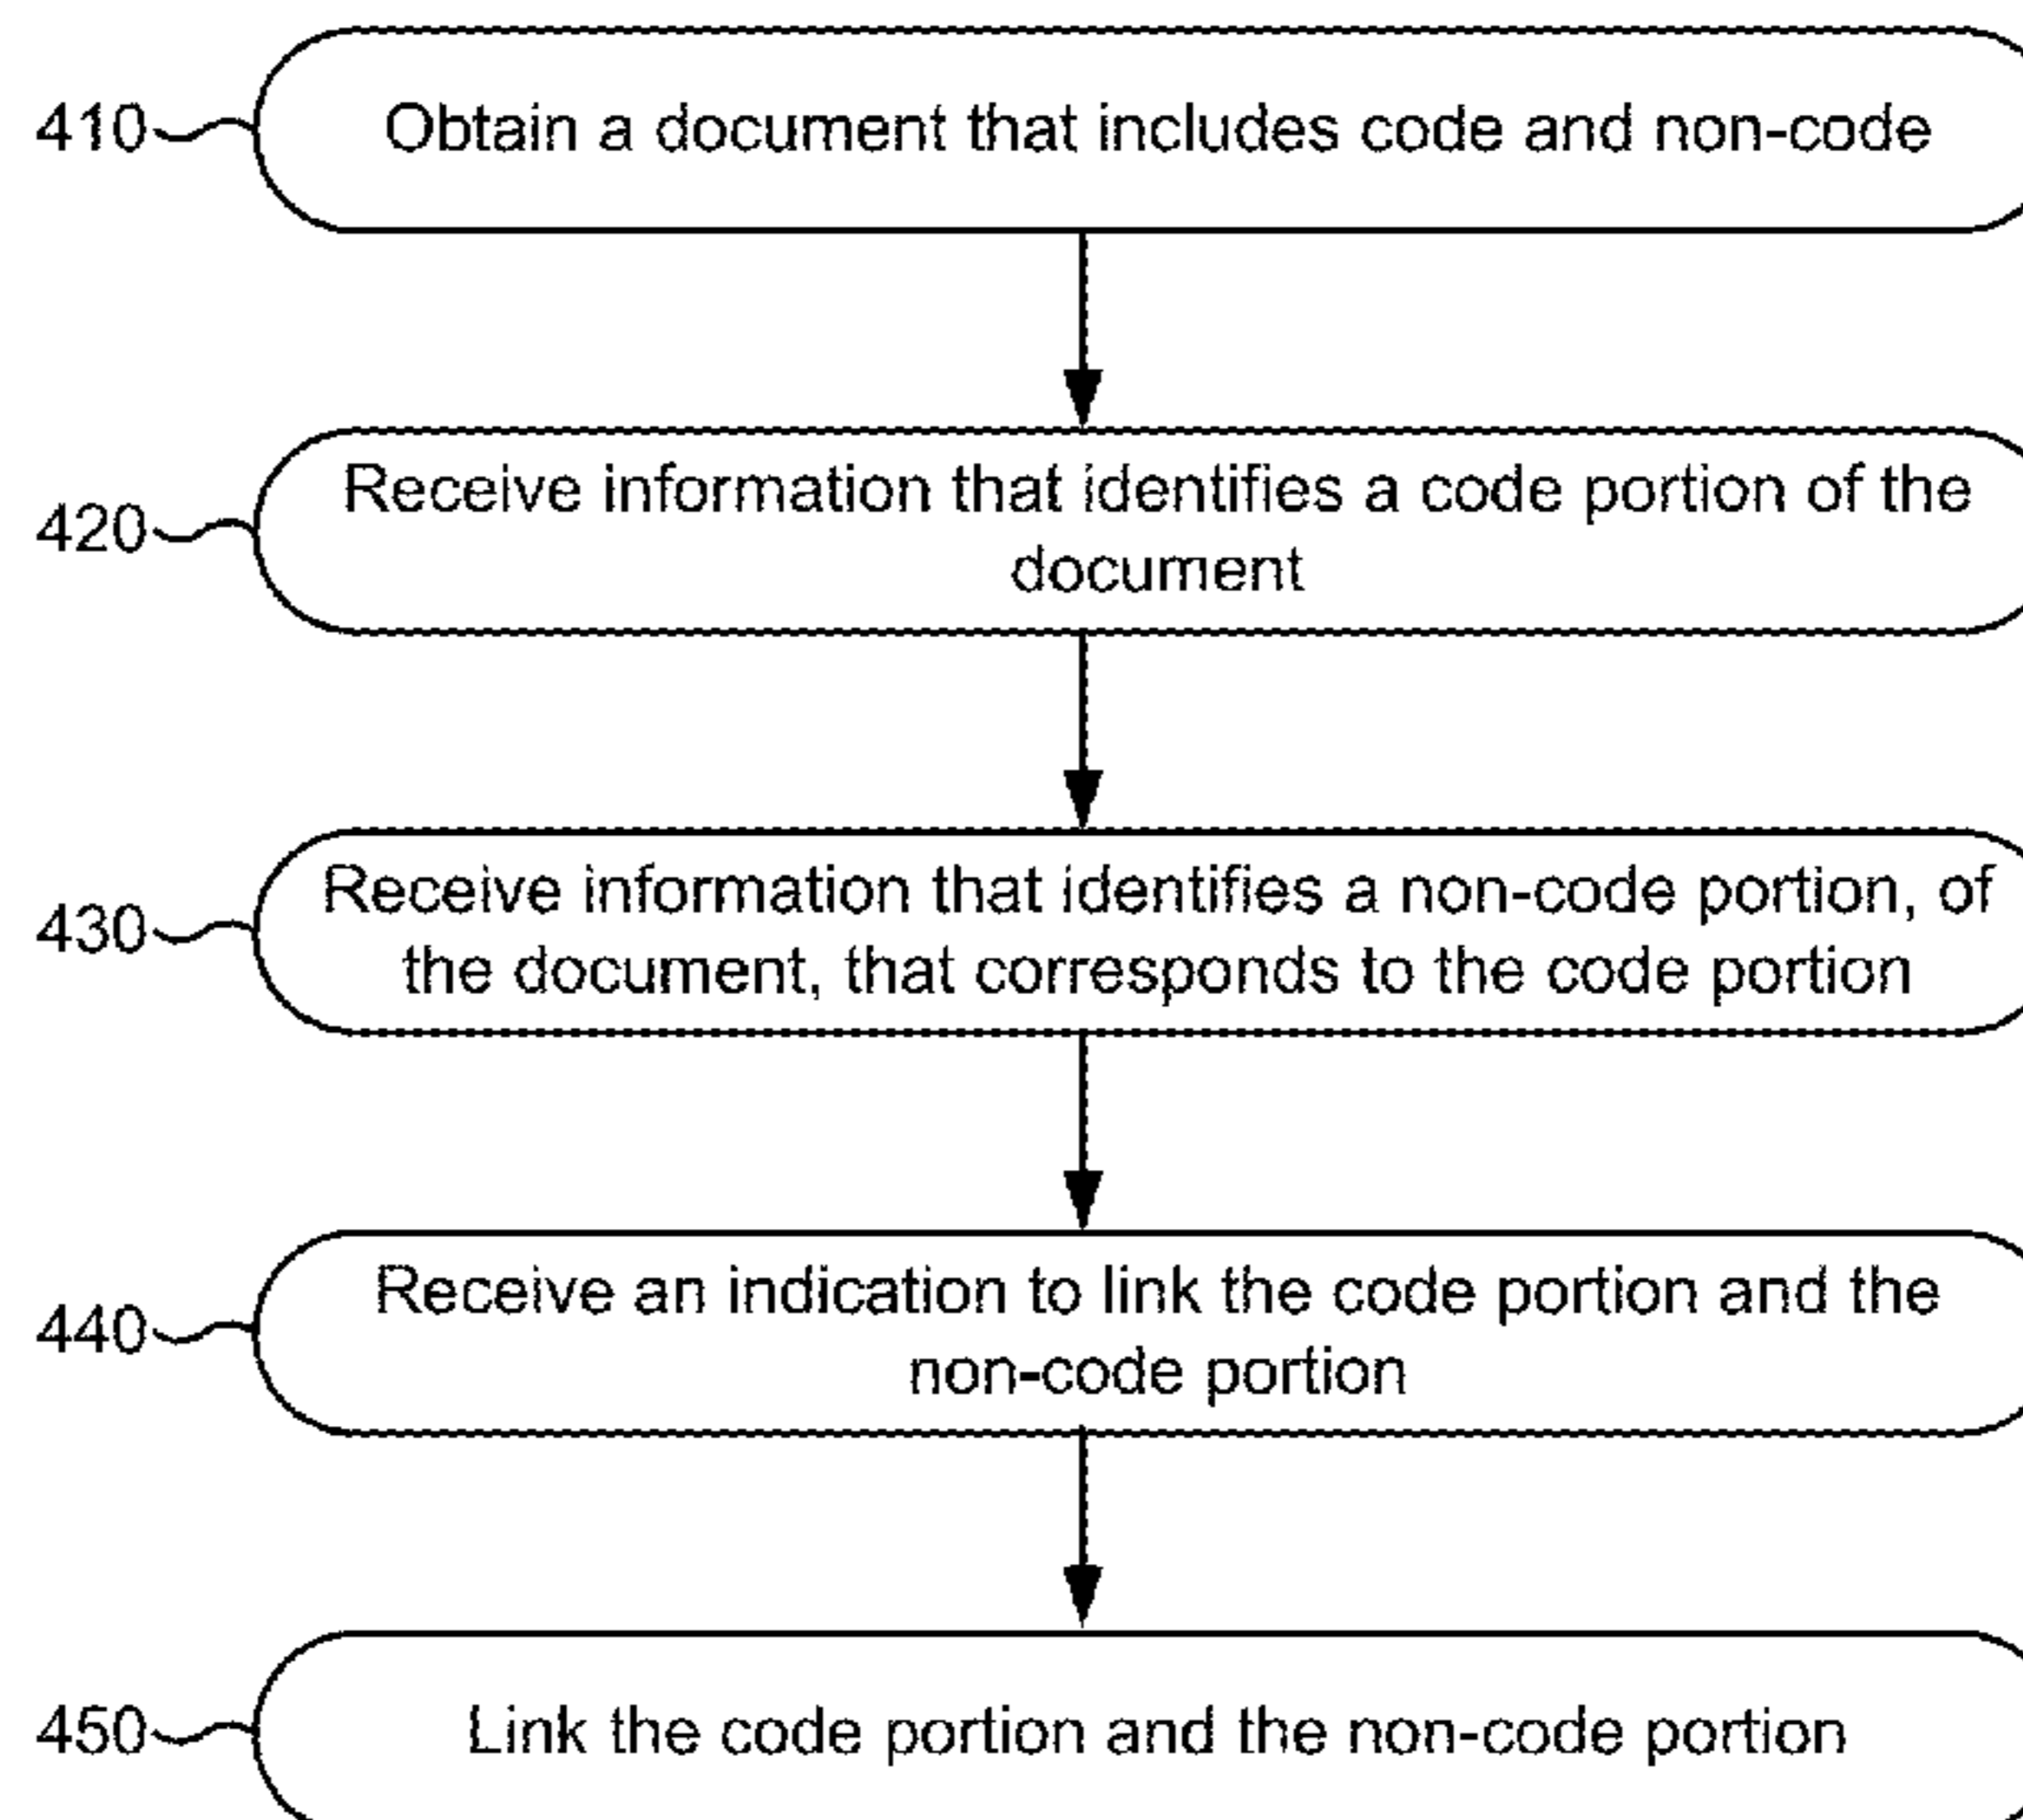 410
Obtain a document that includes code and non-code
420
Receive information that identifies a code portion of the
document
430
Receive information that identifies a non-code portion, of
the document, that corresponds to the code portion
440
Receive an indication to link the code portion and the
non-code portion
450
Link the code portion and the non-code portion